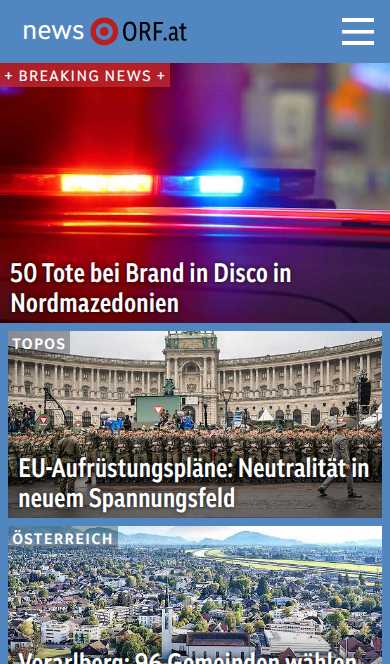 news ORF.at
+ BREAKING NEWS +
50 Tote bei Brand in Disco in
Nordmazedonien
TOPOS
EU-Aufrüstungspläne: Neutralität in
neuem Spannungsfeld
ÖSTERREICH
Vorarlberg: 96 Gemeinden wählen